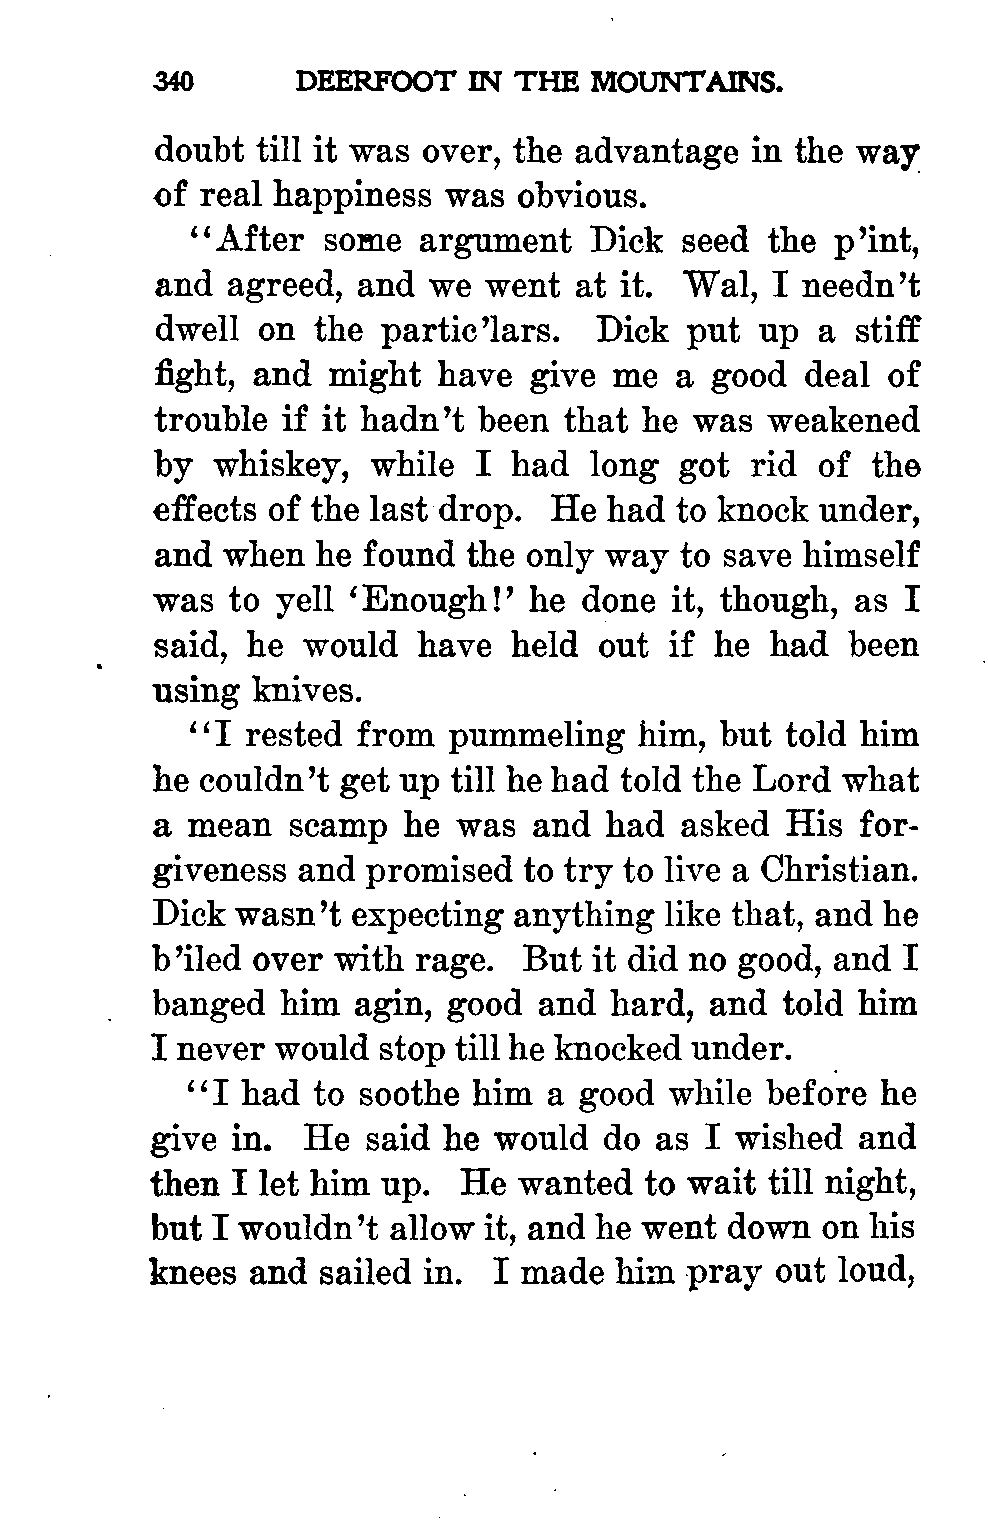 340 DEERFOOT IN THE MOUNTAINS.
doubt till it was over, the advantage in the way
of real happiness was obvious.
“After some argument Dick seed the p’int,
and agreed, and we went at it. Wal, I needn’t
dwell on the partic’lars. Dick put up a stiff
fight, and might have give me a good deal of
trouble if it hadn’t been that he was weakened
by whiskey, while I had long got rid of the
effects of the last drop. He had to knock under,
and when he found the only way to save himself
was to yell ‘Enough!’ he done it, though, as I
said, he would have held out if he had been
using knives.
“I rested from pummeling him, but told him
he couldn’t get up till he had told the Lord what
a mean scamp he was and had asked His for-
giveness and promised to try to live a Christian.
Dick wasn’t expecting anything like that, and he
b’iled over with rage. But it did no good, and I
banged him agin, good and hard, and told him
I never would stop till he knocked under.
“I had to soothe him a good while before he
give in. He said he would do as I wished and
then I let him up. He wanted to wait till night,
but I wouldn’t allow it, and he went down on his
knees and sailed in. I made him pray out loud,